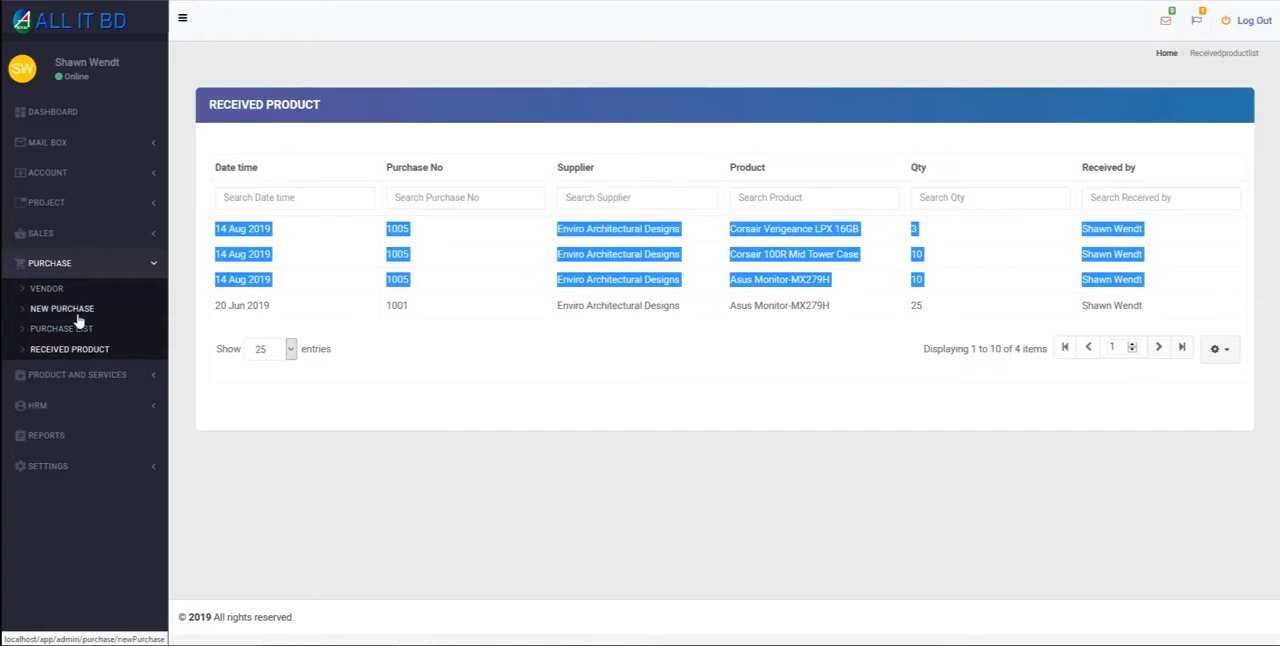 ALL IT BD
0
1
Log Out
SW
Shawn Wendt
Online
Home
Receivedproductlist
DASHBOARD
MAIL BOX
ACCOUNT
PROJECT
SALES
PURCHASE
VENDOR
NEW PURCHASE
PURCHASE LIST
RECEIVED PRODUCT
PRODUCT AND SERVICES
HRM
REPORTS
SETTINGS
RECEIVED PRODUCT
Date time Purchase No Supplier Product Qty Received by
Search Date time Search Purchase No Search Supplier Search Product Search Qty Search Received by
14 Aug 2019 1005 Enviro Architectural Designs Corsair Vengeance LPX 16GB 3 Shawn Wendt
14 Aug 2019 1005 Enviro Architectural Designs Corsair 100R Mid Tower Case 10 Shawn Wendt
14 Aug 2019 1005 Enviro Architectural Designs Asus Monitor-MX279H 10 Shawn Wendt
20 Jun 2019 1001 Enviro Architectural Designs Asus Monitor-MX279H 25 Shawn Wendt
Show 25 entries Displaying 1 to 10 of 4 items 1
© 2019 All rights reserved.
localhost/app/admin/purchase/newPurchase